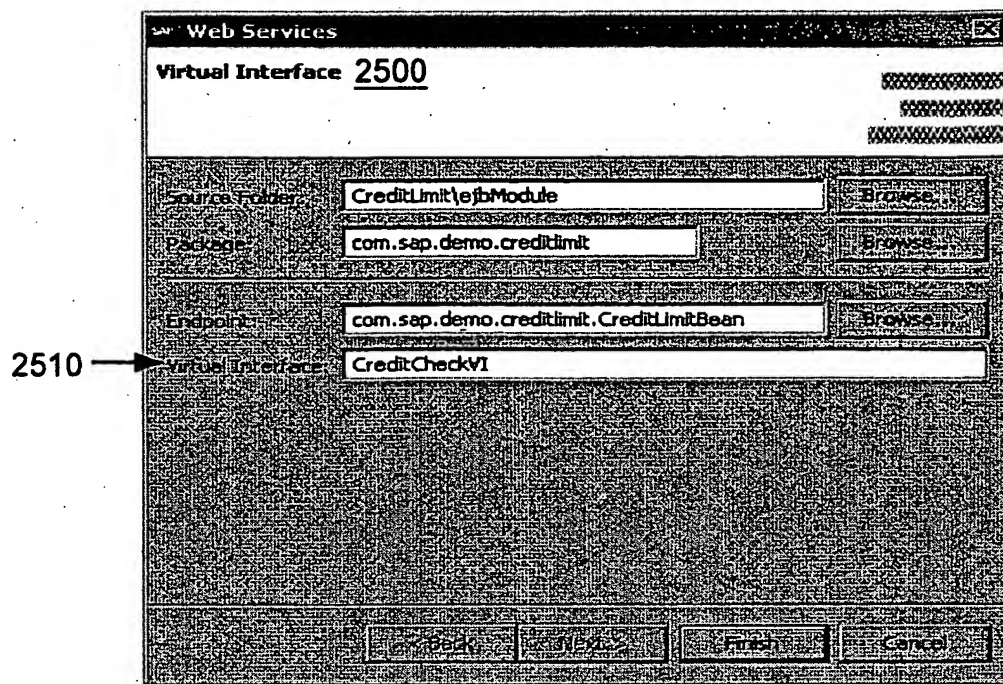 SAP Web Services
Virtual Interface 2500
Source Folder: CreditLimit\ejbModule Browse...
Package: com.sap.demo.creditlimit Browse...
Endpoint: com.sap.demo.creditlimit.CreditLimitBean Browse...
2510 Virtual Interface: CreditCheckVI
< Back Next > Finish Cancel